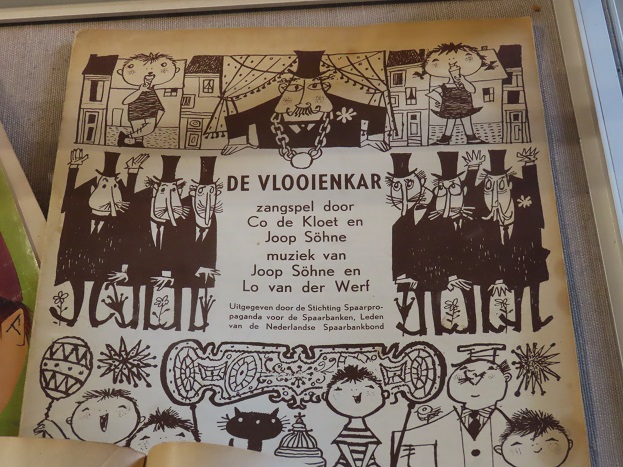 DE VLOOIENKAR
zangspel door
Co de Kloet en
Joop Söhne
muziek van
Joop Söhne en
Lo van der Werf
Uitgegeven door de Stichting Spaarpro-
paganda voor de Spaarbanken, Leden
van de Nederlandse Spaarbankbond